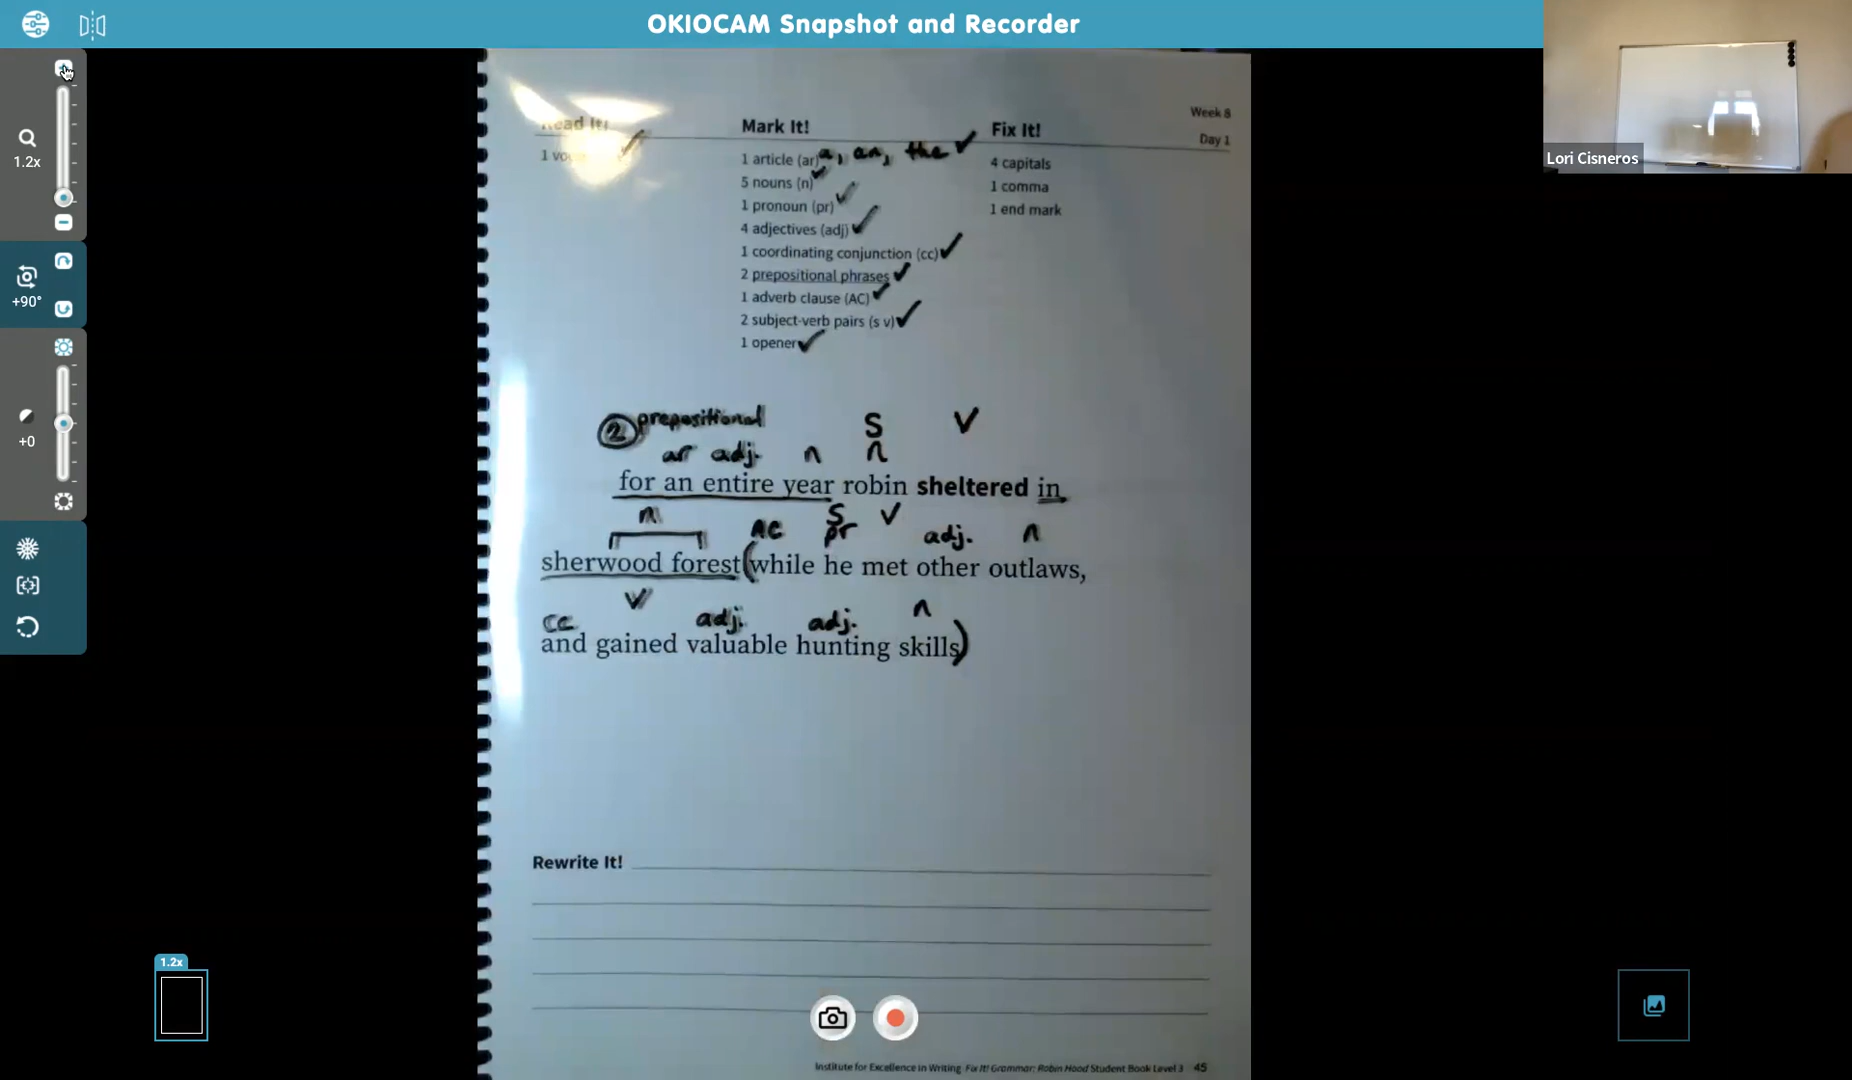 OKIOCAM Snapshot and Recorder
1.2x
+90°
+0
1.2x
Lori Cisneros
Week 8
Day 1
Read It!
Mark It!
1 article (ar) a, an, the
5 nouns (n)
1 pronoun (pr)
4 adjectives (adj)
1 coordinating conjunction (cc)
2 prepositional phrases
1 adverb clause (AC)
2 subject-verb pairs (s v)
1 opener
Fix It!
4 capitals
1 comma
1 end mark
2 prepositional S V
ar adj. n n
for an entire year robin sheltered in
n AC S pr V adj. n
sherwood forest (while he met other outlaws,
cc V adj. adj. n
and gained valuable hunting skills)
Rewrite It!
Institute for Excellence in Writing Fix It! Grammar: Robin Hood Student Book Level 3 45